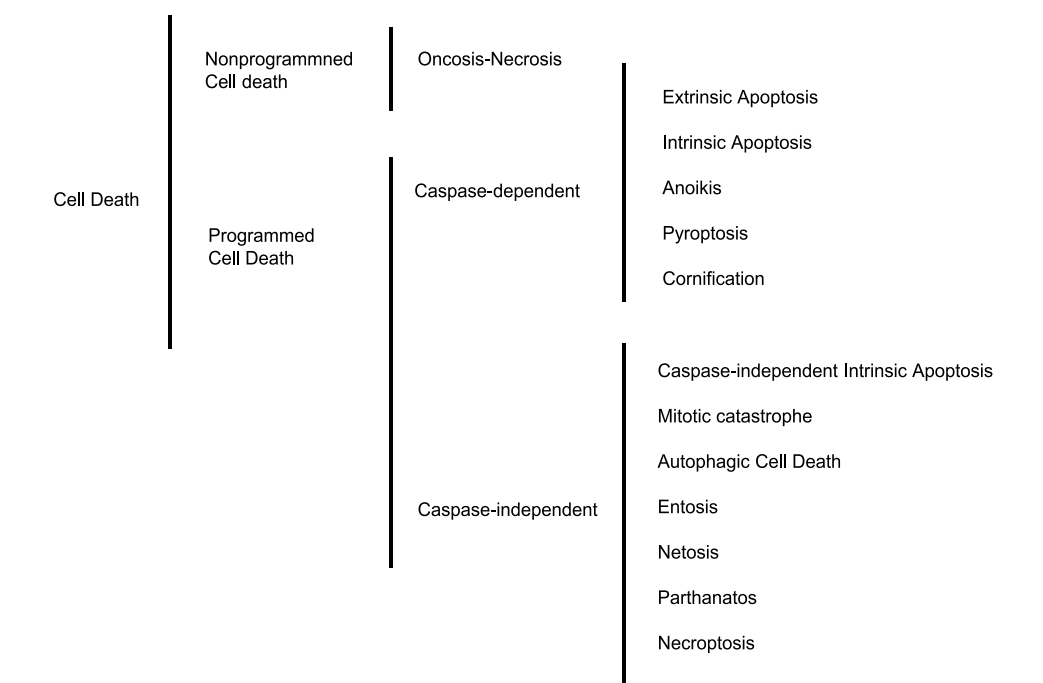 Cell Death
Nonprogrammned
Cell death
Programmed
Cell Death
Oncosis-Necrosis
Caspase-dependent
Caspase-independent
Extrinsic Apoptosis
Intrinsic Apoptosis
Anoikis
Pyroptosis
Cornification
Caspase-independent Intrinsic Apoptosis
Mitotic catastrophe
Autophagic Cell Death
Entosis
Netosis
Parthanatos
Necroptosis